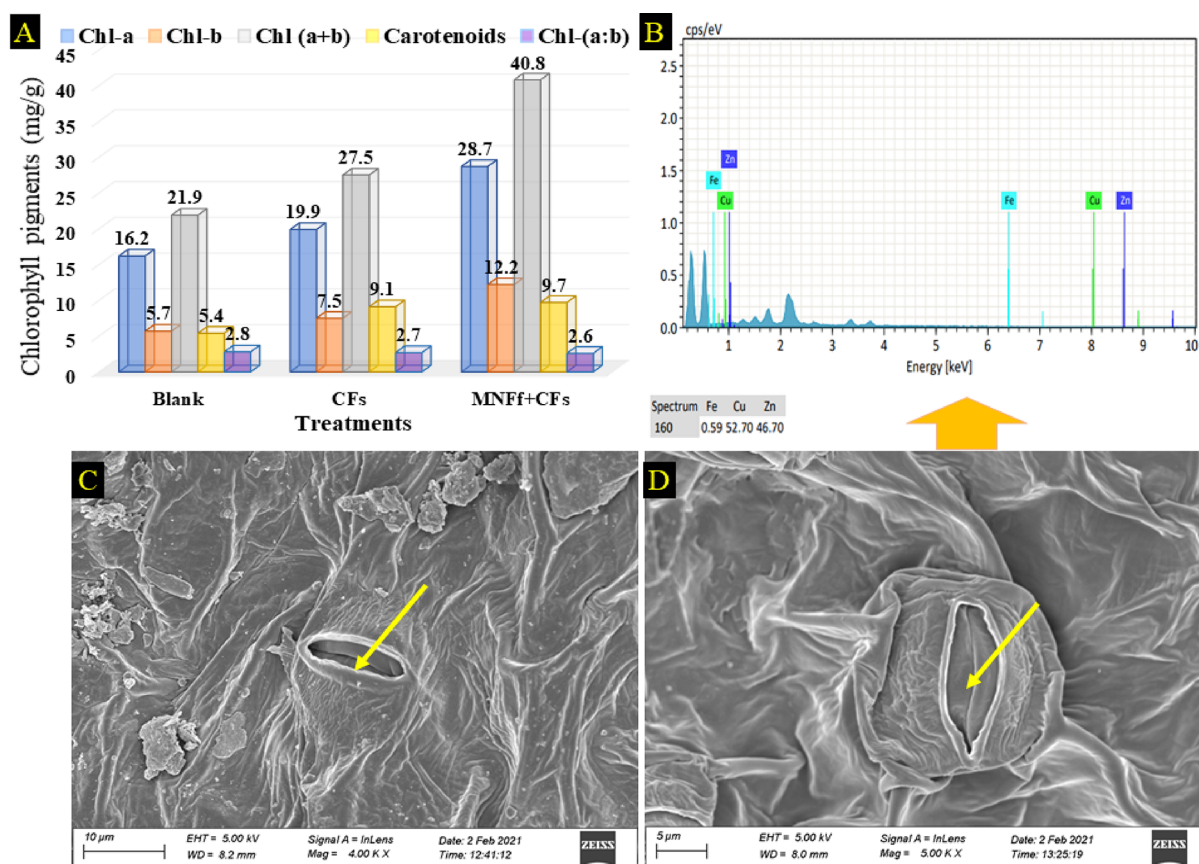 A
Chl-a Chl-b Chl (a+b) Carotenoids Chl-(a:b)
Chlorophyll pigments (mg/g)
45
40
35
30
25
20
15
10
5
0
16.2
5.7
21.9
5.4
2.8
19.9
7.5
27.5
9.1
2.7
28.7
12.2
40.8
9.7
2.6
Blank CFs MNFf+CFs
Treatments
B
cps/eV
2.5
2.0
1.5
1.0
0.5
0.0
Fe
Cu
Zn
Fe
Cu
Zn
1 2 3 4 5 6 7 8 9 10
Energy [keV]
Spectrum Fe Cu Zn
160 0.59 52.70 46.70
C
10 µm
EHT = 5.00 kV Signal A = InLens Date: 2 Feb 2021
WD = 8.2 mm Mag = 4.00 K X Time: 12:41:12
ZEISS
D
5 µm
EHT = 5.00 kV Signal A = InLens Date: 2 Feb 2021
WD = 8.0 mm Mag = 5.00 K X Time: 13:25:19
ZEISS